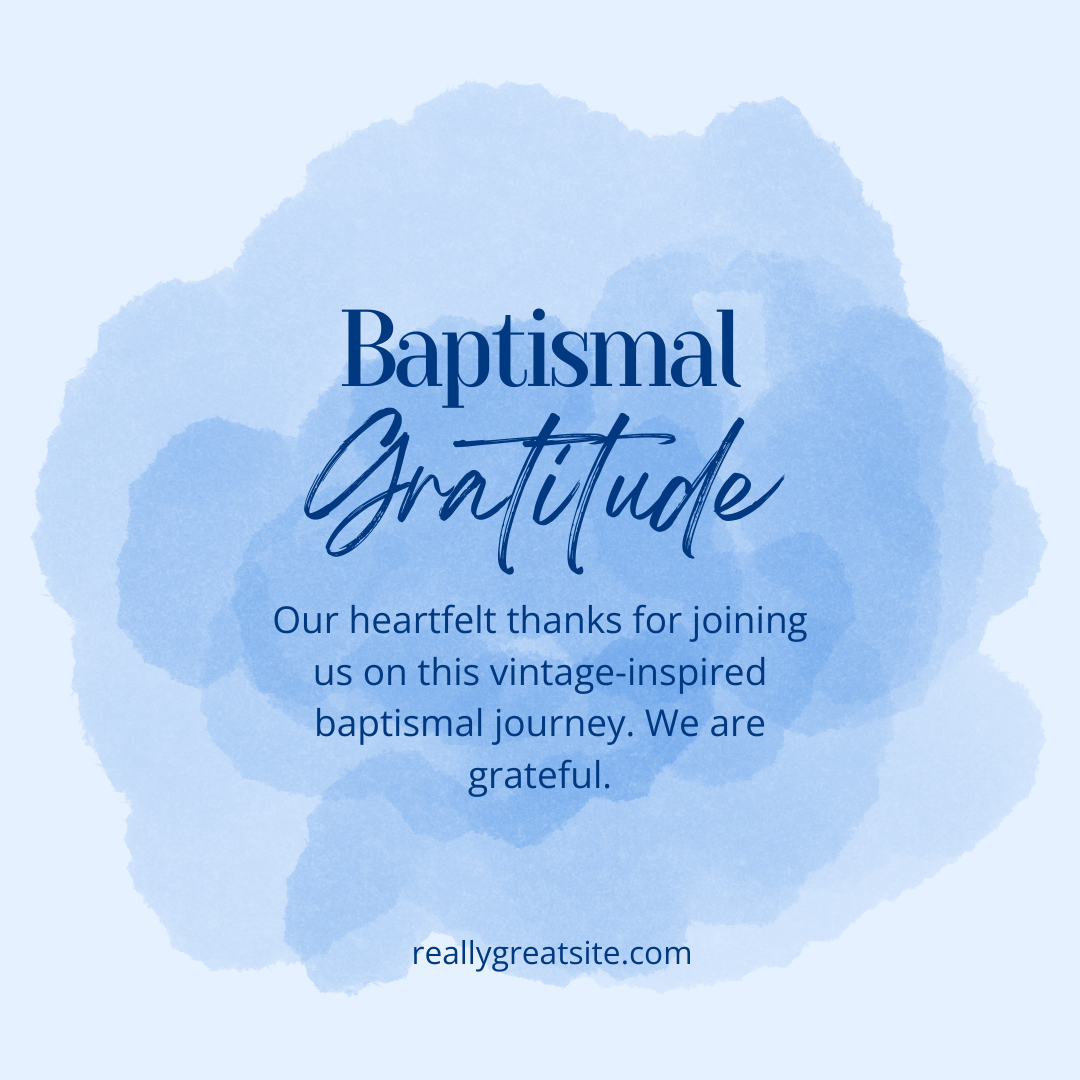 Baptismal
Gratitude
Our heartfelt thanks for joining
us on this vintage-inspired
baptismal journey. We are
grateful.
reallygreatsite.com